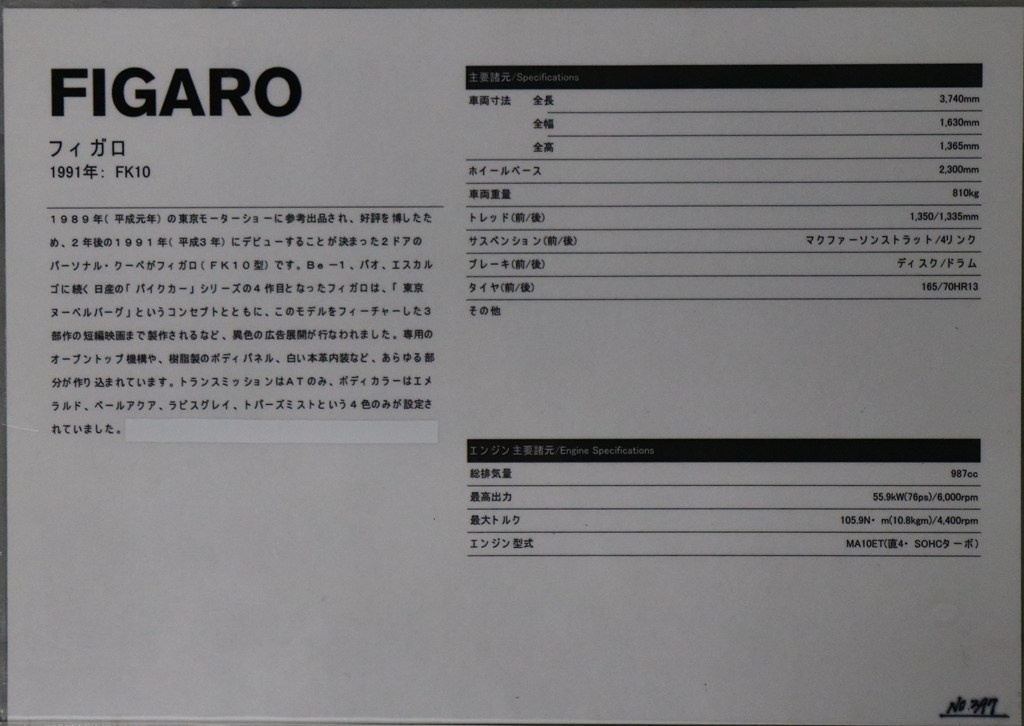 FIGARO
フィガロ
1991年: FK10
1989年(平成元年)の東京モーターショーに参考出品され、好評を博したた
め、2年後の1991年(平成3年)にデビューすることが決まった2ドアの
パーソナル・クーペがフィガロ(FK10型)です。Be－1、パオ、エスカル
ゴに続く日産の「パイクカー」シリーズの4作目となったフィガロは、「東京
ヌーベルバーグ」というコンセプトとともに、このモデルをフィーチャーした3
部作の短編映画まで製作されるなど、異色の広告展開が行なわれました。専用の
オープントップ機構や、樹脂製のボディパネル、白い本革内装など、あらゆる部
分が作り込まれています。トランスミッションはATのみ、ボディカラーはエメ
ラルド、ペールアクア、ラピスグレイ、トパーズミストという4色のみが設定さ
れていました。
主要諸元/Specifications
車両寸法 全長 3,740mm
全幅 1,630mm
全高 1,365mm
ホイールベース 2,300mm
車両重量 810kg
トレッド(前/後) 1,350/1,335mm
サスペンション(前/後) マクファーソンストラット/4リンク
ブレーキ(前/後) ディスク/ドラム
タイヤ(前/後) 165/70HR13
その他
エンジン主要諸元/Engine Specifications
総排気量 987cc
最高出力 55.9kW(76ps)/6,000rpm
最大トルク 105.9N・m(10.8kgm)/4,400rpm
エンジン型式 MA10ET(直4・SOHCターボ)
No.347